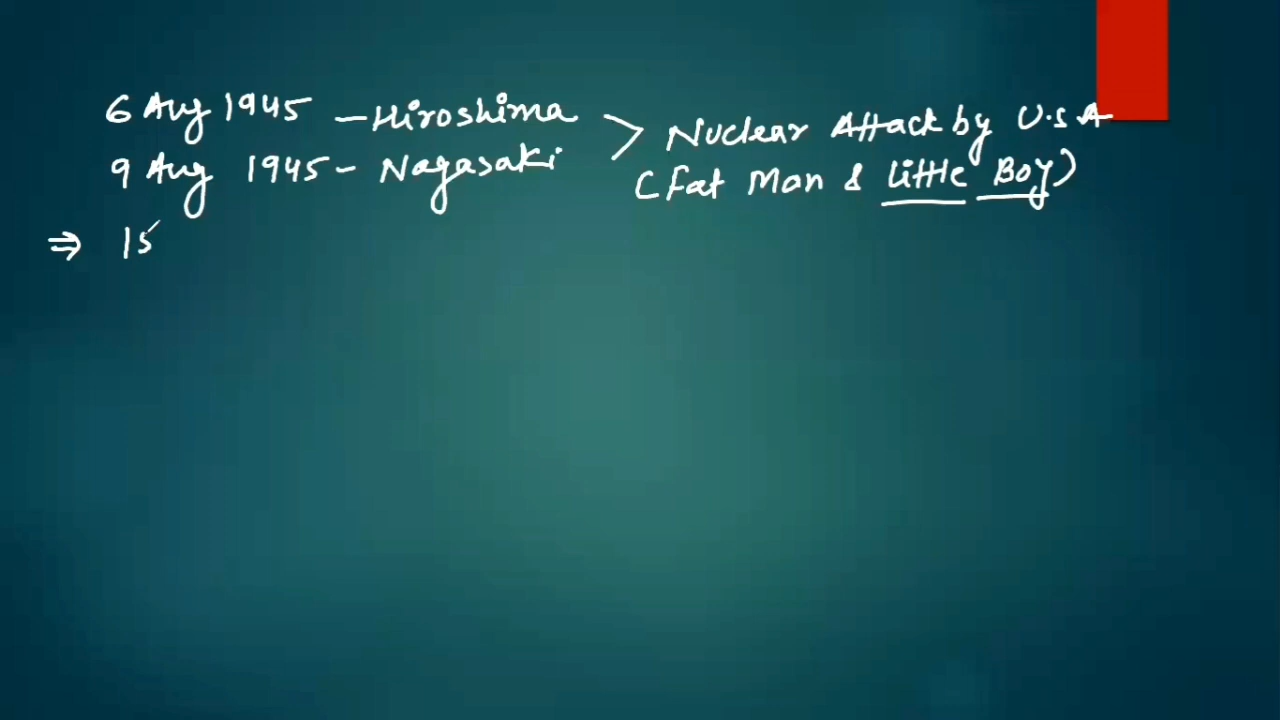 6 Aug 1945 - Hiroshima > Nuclear Attack by U.S.A
9 Aug 1945 - Nagasaki (Fat Man & Little Boy)
⇒ 15